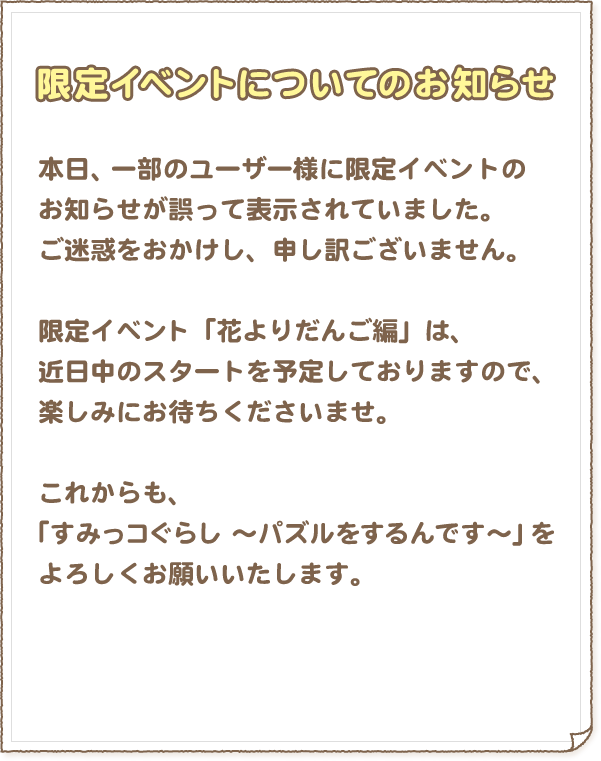 限定イベントについてのお知らせ
本日、一部のユーザー様に限定イベントの
お知らせが誤って表示されていました。
ご迷惑をおかけし、申し訳ございません。
限定イベント「花よりだんご編」は、
近日中のスタートを予定しておりますので、
楽しみにお待ちくださいませ。
これからも、
「すみっコぐらし ～パズルをするんです～」を
よろしくお願いいたします。